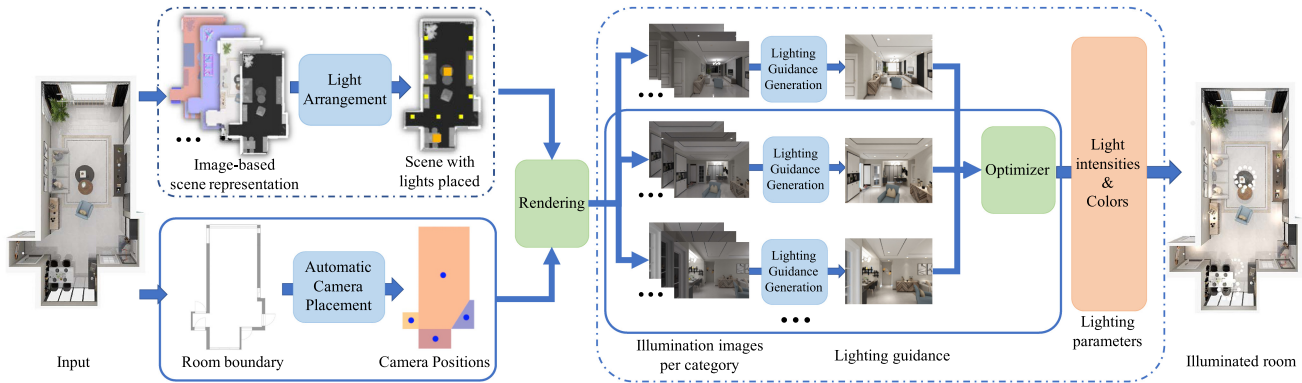 Input
Image-based
scene representation
Light
Arrangement
Scene with
lights placed
Room boundary
Automatic
Camera
Placement
Camera Positions
Rendering
Lighting
Guidance
Generation
Lighting
Guidance
Generation
Lighting
Guidance
Generation
Illumination images
per category
Lighting guidance
Optimizer
Light
intensities
&
Colors
Lighting
parameters
Illuminated room